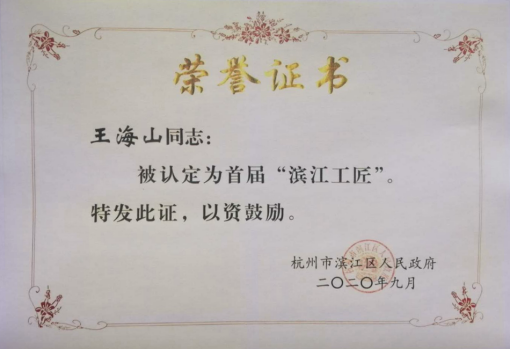 荣誉证书
王海山同志：
被认定为首届“滨江工匠”。
特发此证，以资鼓励。
杭州市滨江区人民政府
二〇二〇年九月